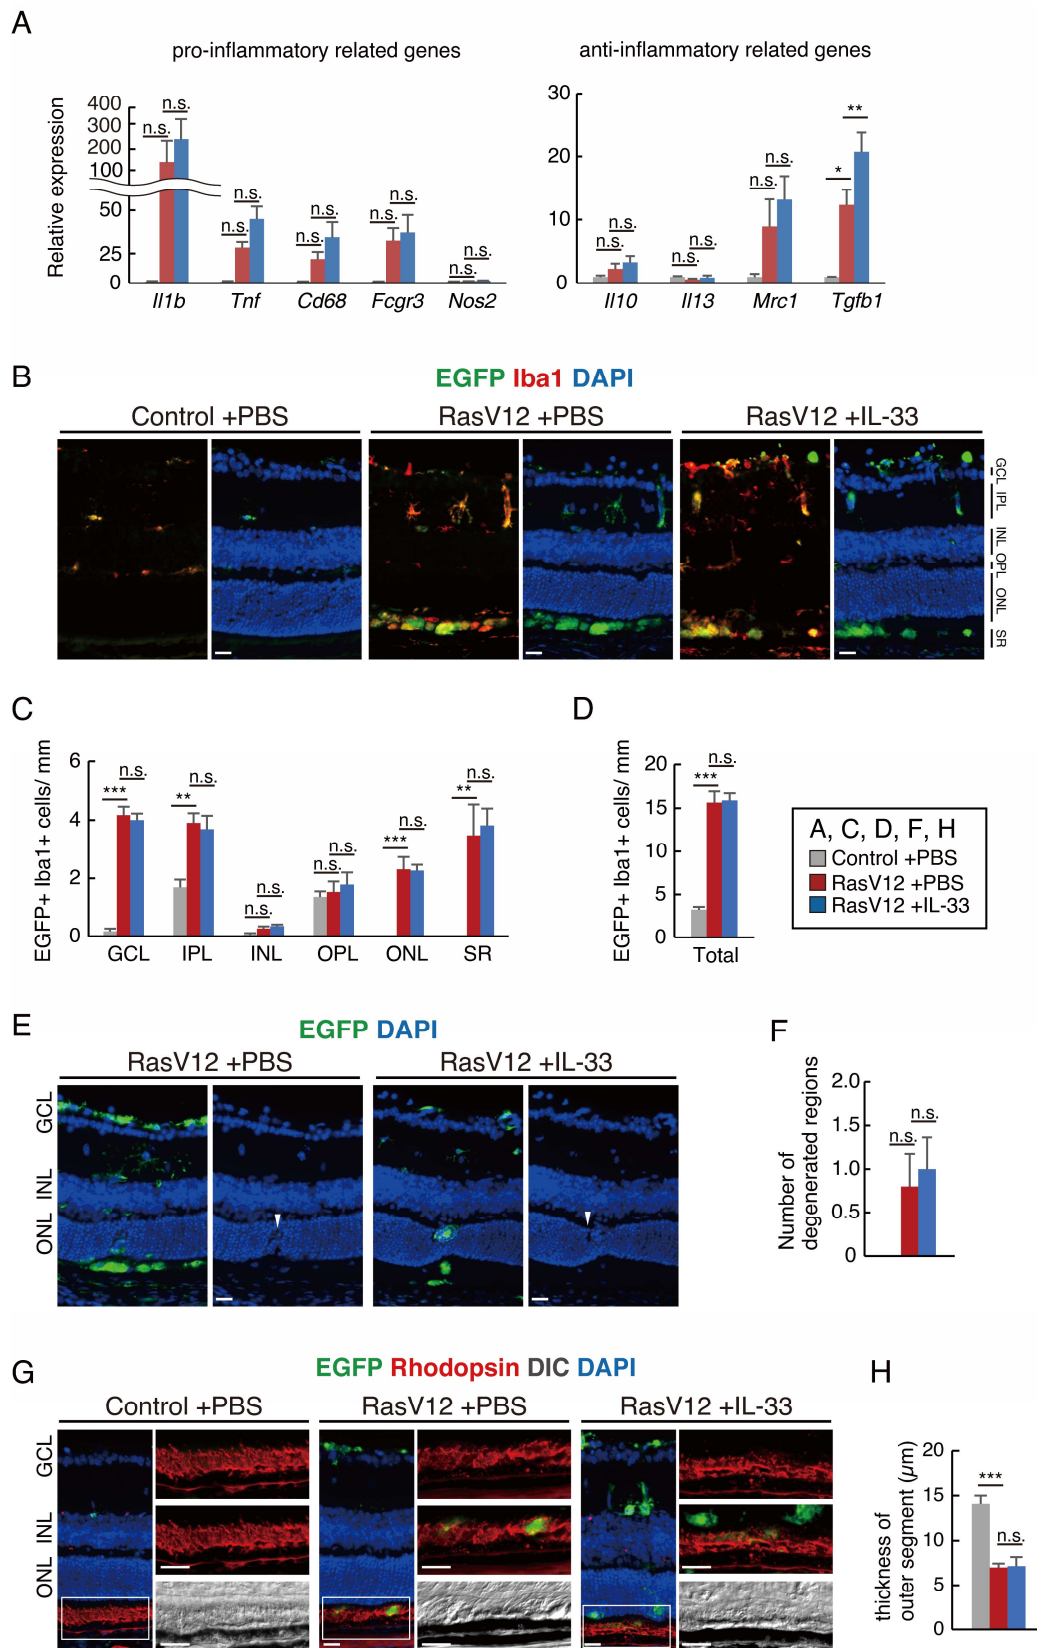 A
pro-inflammatory related genes
anti-inflammatory related genes
Relative expression
400
300
200
100
50
25
0
n.s.
n.s.
n.s.
n.s.
n.s.
n.s.
n.s.
n.s.
n.s.
n.s.
Il1b Tnf Cd68 Fcgr3 Nos2
30
20
10
0
n.s.
n.s.
n.s.
n.s.
n.s.
n.s.
*
**
Il10 Il13 Mrc1 Tgfb1
B
EGFP Iba1 DAPI
Control +PBS RasV12 +PBS RasV12 +IL-33
GCL
IPL
INL
OPL
ONL
SR
C
EGFP+ Iba1+ cells/ mm
6
4
2
0
***
n.s.
**
n.s.
n.s.
n.s.
n.s.
n.s.
***
n.s.
**
n.s.
GCL IPL INL OPL ONL SR
D
EGFP+ Iba1+ cells/ mm
20
15
10
5
0
***
n.s.
Total
A, C, D, F, H
Control +PBS
RasV12 +PBS
RasV12 +IL-33
E
EGFP DAPI
RasV12 +PBS RasV12 +IL-33
GCL
INL
ONL
F
Number of
degenerated regions
2.0
1.5
1.0
0.5
0
n.s.
n.s.
G
EGFP Rhodopsin DIC DAPI
Control +PBS RasV12 +PBS RasV12 +IL-33
GCL
INL
ONL
H
thickness of
outer segment (μm)
20
15
10
5
0
***
n.s.